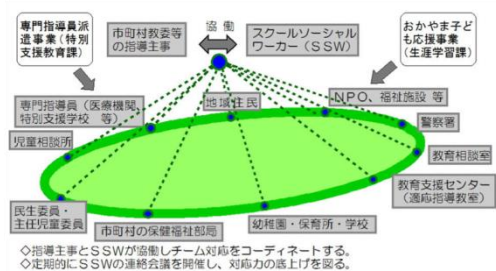 専門指導員派
遣事業(特別
支援教育課)
市町村教委等
の指導主事
協 働
スクールソーシャル
ワーカー(SSW)
おかやま子ど
も応援事業
(生涯学習課)
専門指導員(医療機関、
特別支援学校 等)
地域住民
NPO、福祉施設 等
警察署
児童相談所
教育相談室
教育支援センター
(適応指導教室)
民生委員・
主任児童委員
市町村の保健福祉部局
幼稚園・保育所・学校
◇指導主事とSSWが協働しチーム対応をコーディネートする。
◇定期的にSSWの連絡会議を開催し、対応力の底上げを図る。